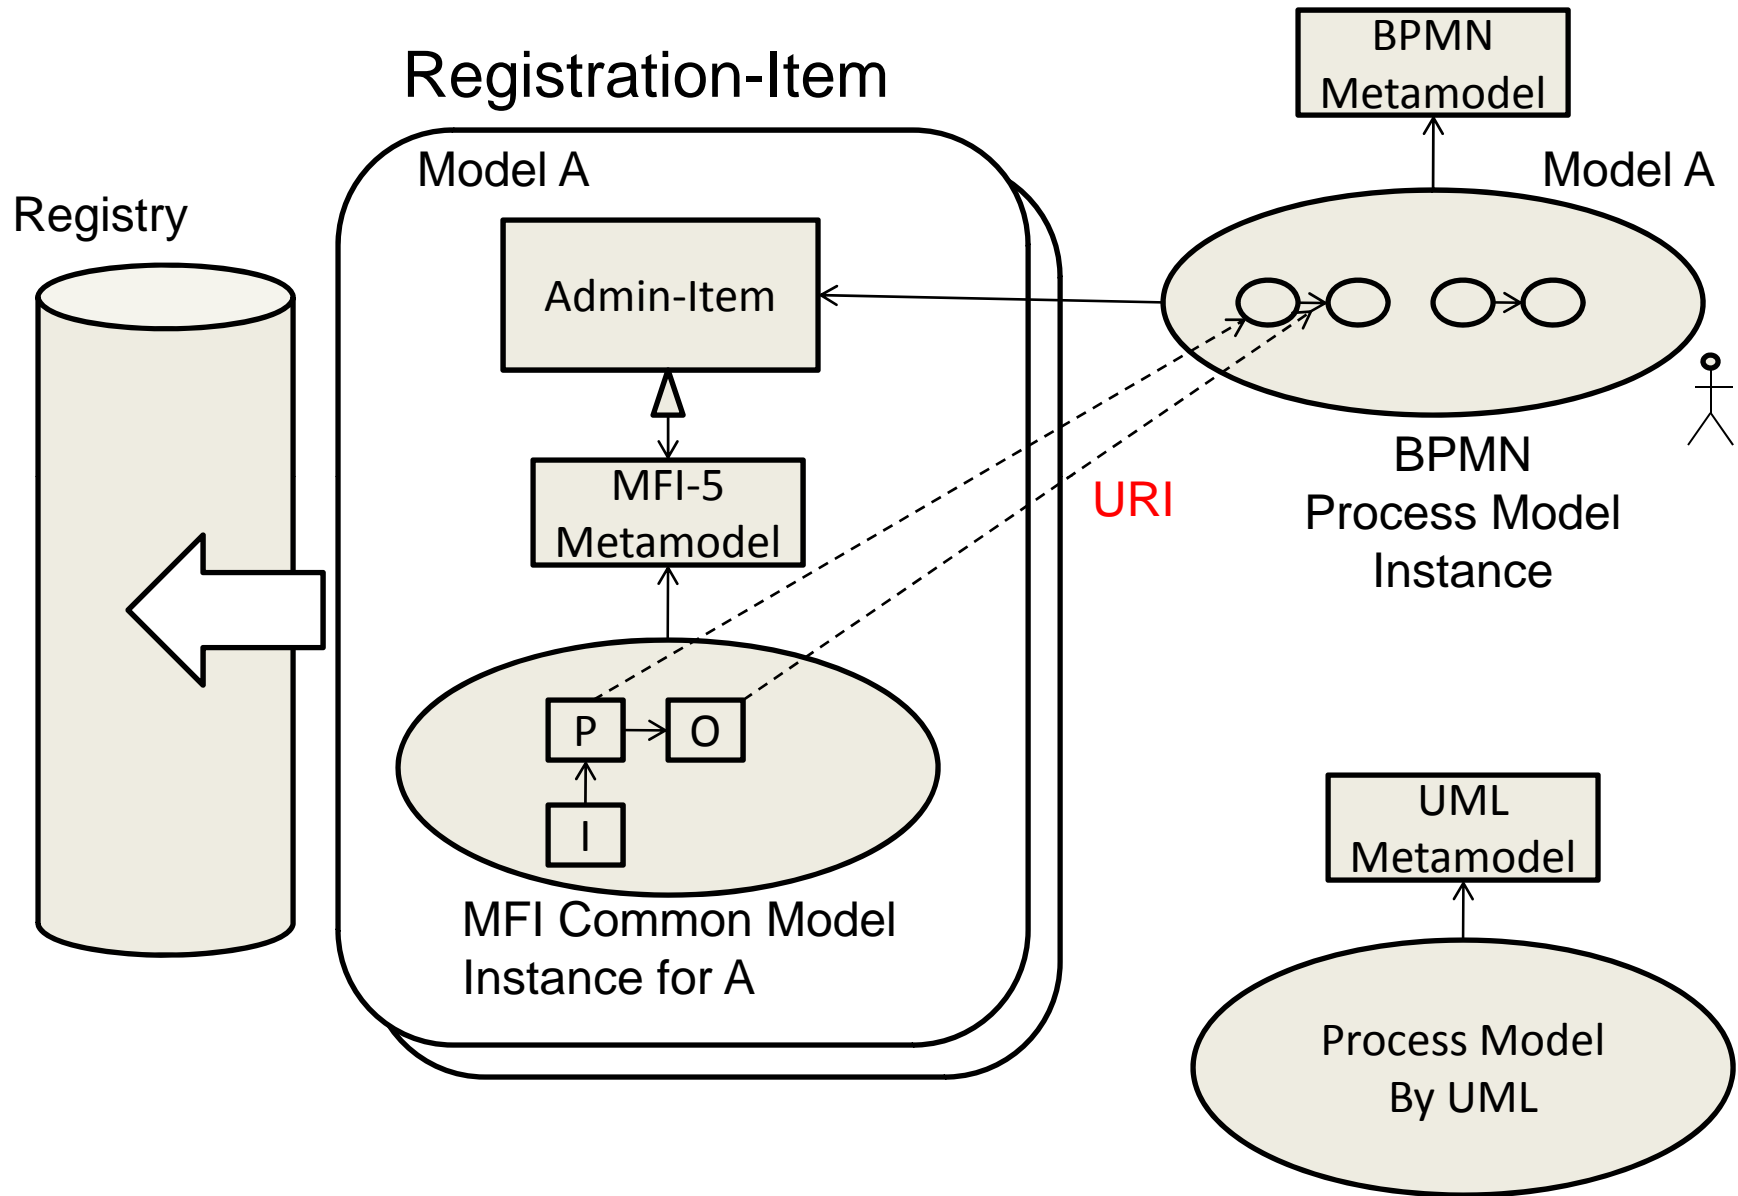 Registration-Item
BPMN
Metamodel
Model A
Model A
Registry
Admin-Item
MFI-5
Metamodel
URI
BPMN
Process Model
Instance
P
O
I
MFI Common Model
Instance for A
UML
Metamodel
Process Model
By UML